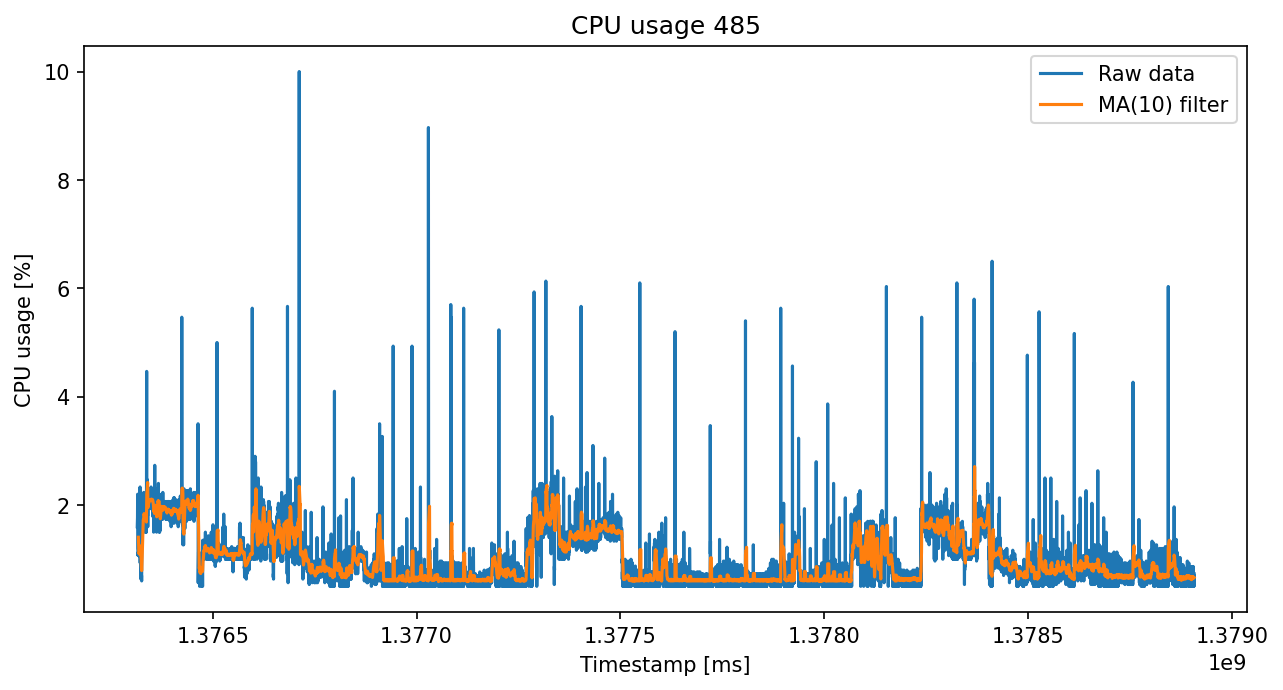 CPU usage 485
Raw data
MA(10) filter
CPU usage [%]
10
8
6
4
2
1.3765 1.3770 1.3775 1.3780 1.3785 1.3790
1e9
Timestamp [ms]